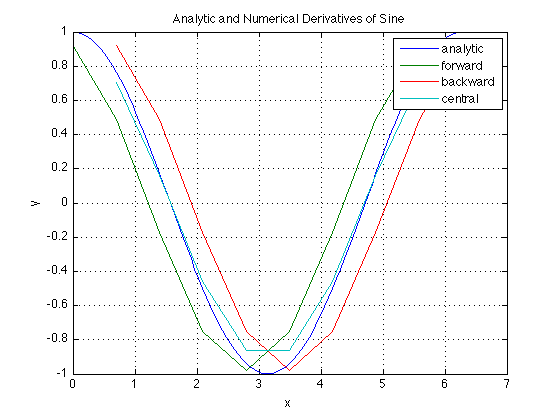 Analytic and Numerical Derivatives of Sine
1
0.8
0.6
0.4
0.2
0
-0.2
-0.4
-0.6
-0.8
-1
y
analytic
forward
backward
central
0 1 2 3 4 5 6 7
x